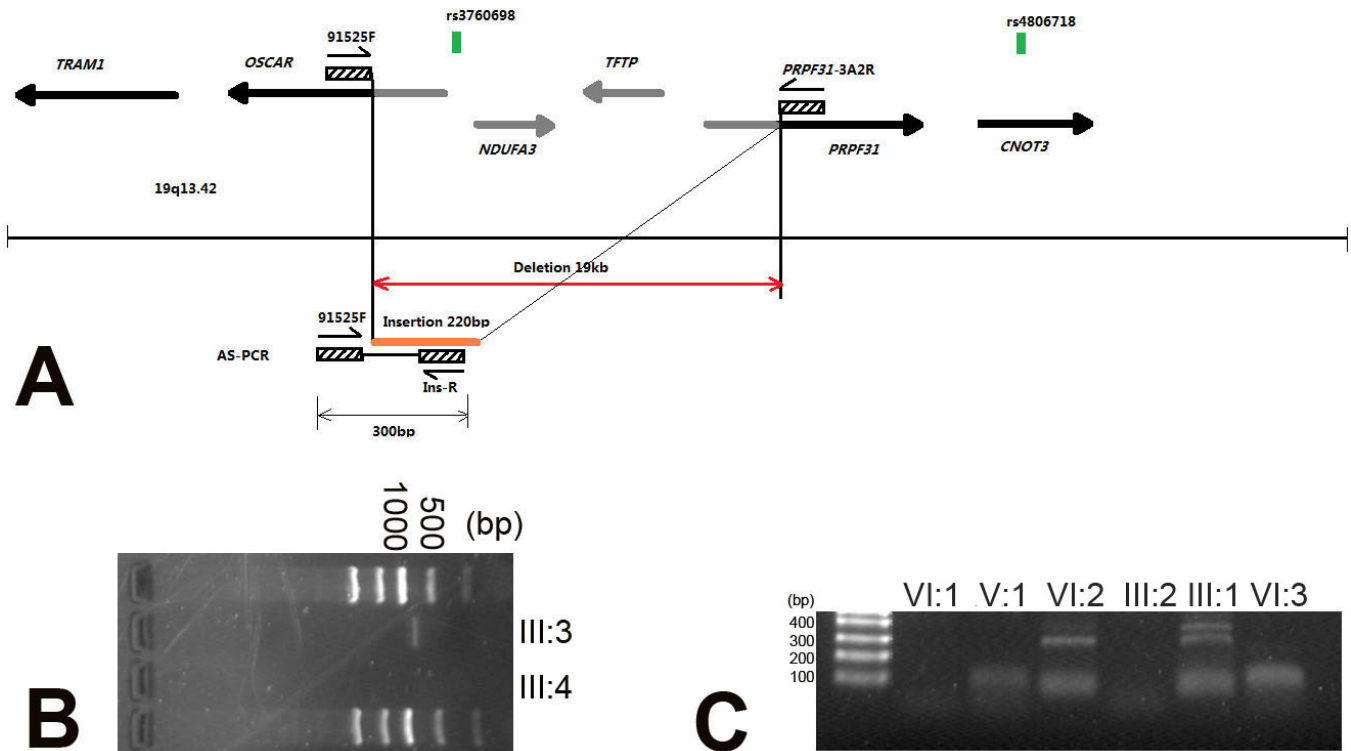 rs3760698
rs4806718
91525F
TRAM1
OSCAR
TFTP
PRPF31-3A2R
NDUFA3
PRPF31
CNOT3
19q13.42
Deletion 19kb
91525F
Insertion 220bp
AS-PCR
Ins-R
300bp
A
1000
500
(bp)
III:3
III:4
B
VI:1 V:1 VI:2 III:2 III:1 VI:3
(bp)
400
300
200
100
C